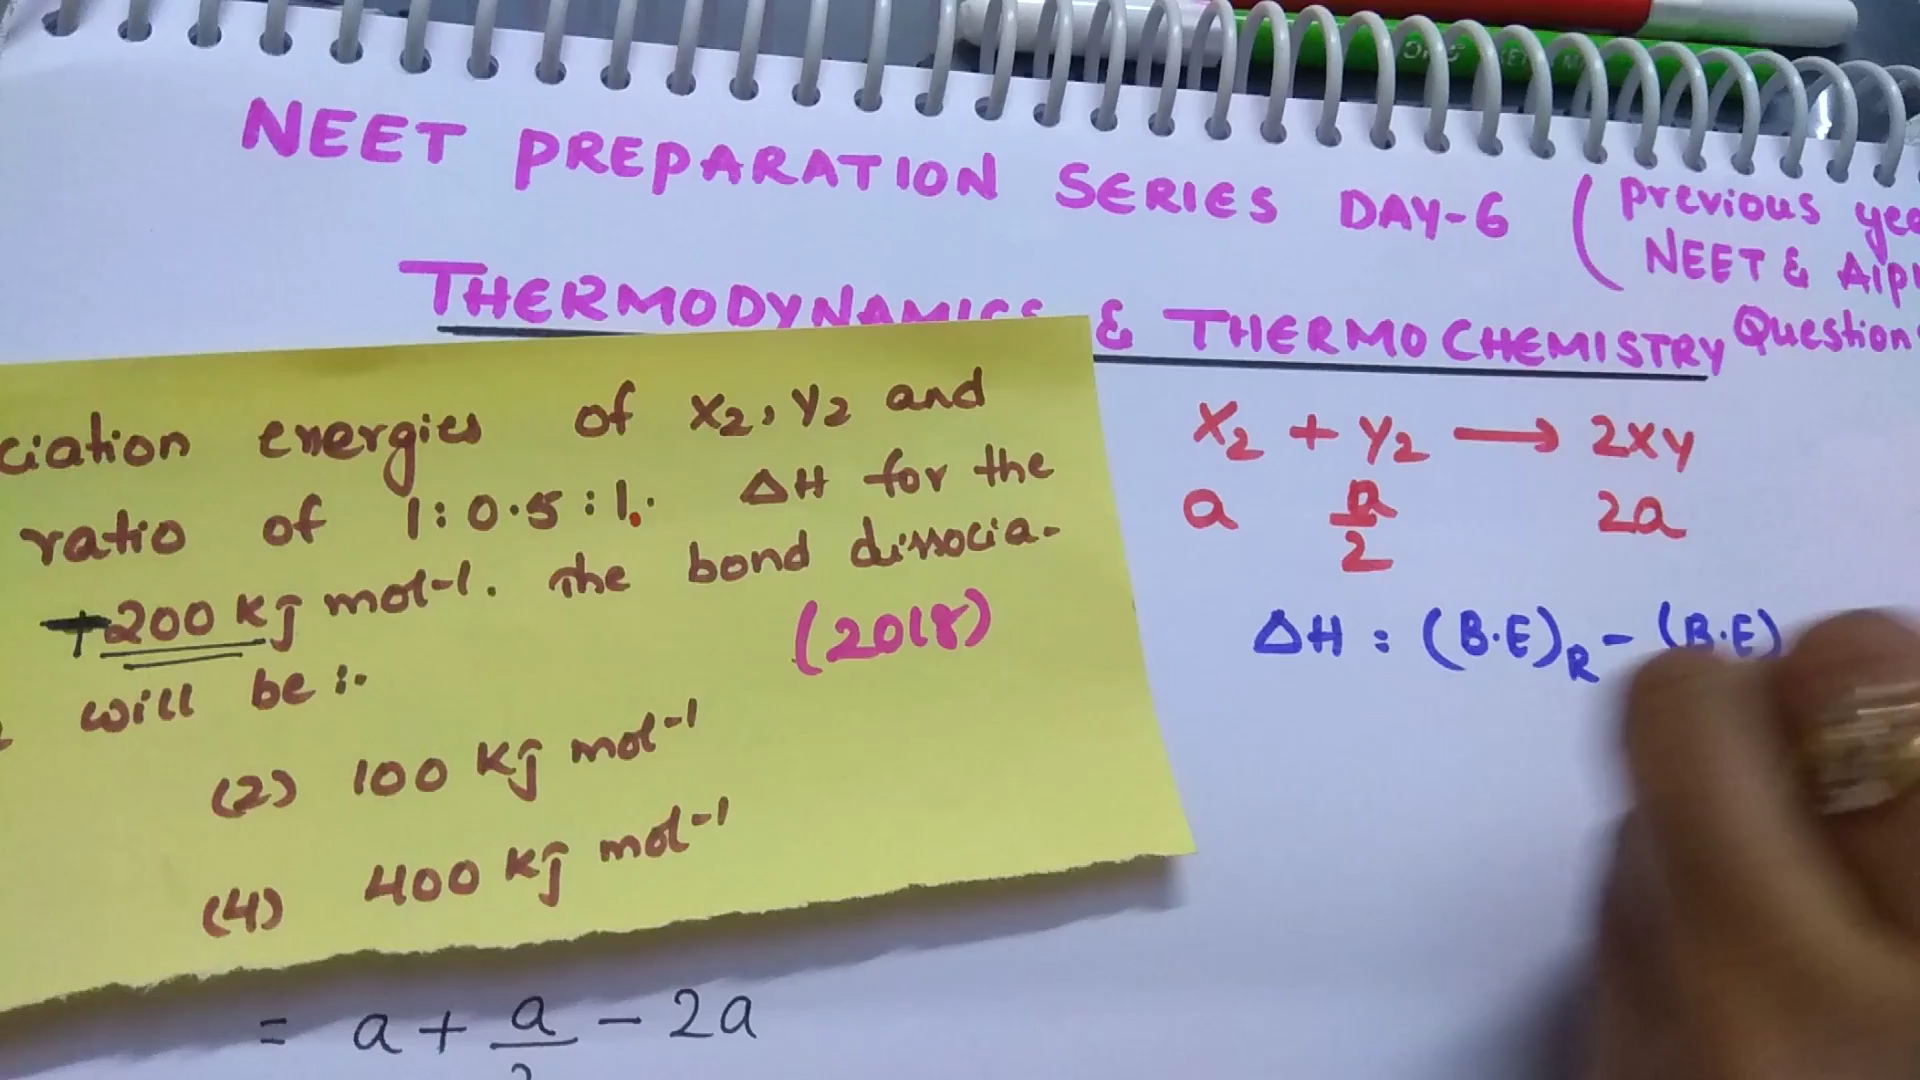 NEET PREPARATION SERIES DAY-6 (Previous
NEET &
Question
THERMODYNAMICS & THERMOCHEMISTRY
ciation energies of X2, Y2 and
ratio of 1:0.5:1. ΔH for the
+200 KJ mol-1. The bond dissocia-
will be :-
(2018)
(2) 100 KJ mol-1
(4) 400 KJ mol-1
= a + a/2 - 2a
X2 + Y2 → 2XY
a a/2 2a
ΔH = (B.E)R - (B.E)